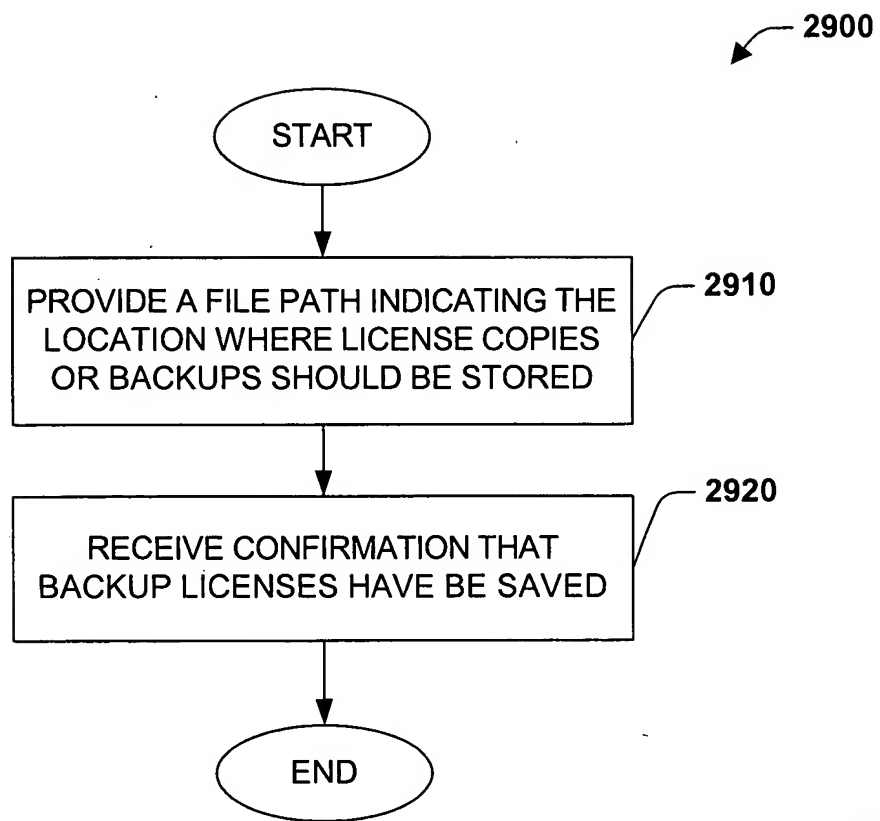 2900
START
PROVIDE A FILE PATH INDICATING THE
LOCATION WHERE LICENSE COPIES
OR BACKUPS SHOULD BE STORED
2910
RECEIVE CONFIRMATION THAT
BACKUP LICENSES HAVE BE SAVED
2920
END